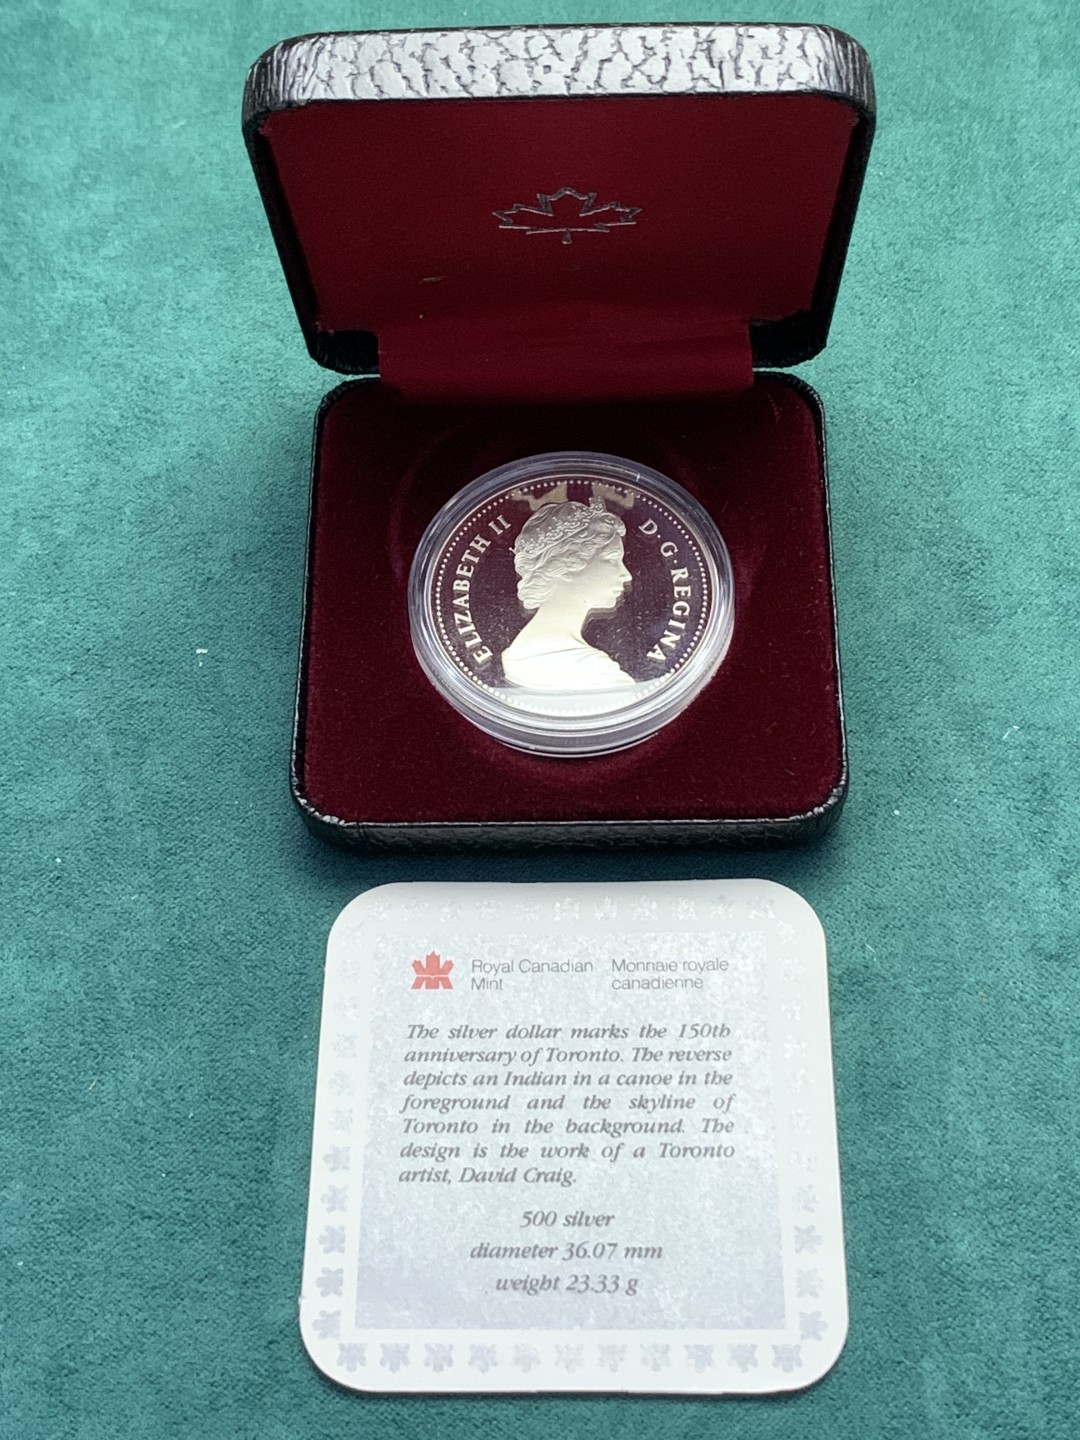 ELIZABETH II D·G·REGINA
Royal Canadian Mint
Monnaie royale canadienne
The silver dollar marks the 150th
anniversary of Toronto. The reverse
depicts an Indian in a canoe in the
foreground and the skyline of
Toronto in the background. The
design is the work of a Toronto
artist, David Craig.
500 silver
diameter 36.07 mm
weight 23.33 g